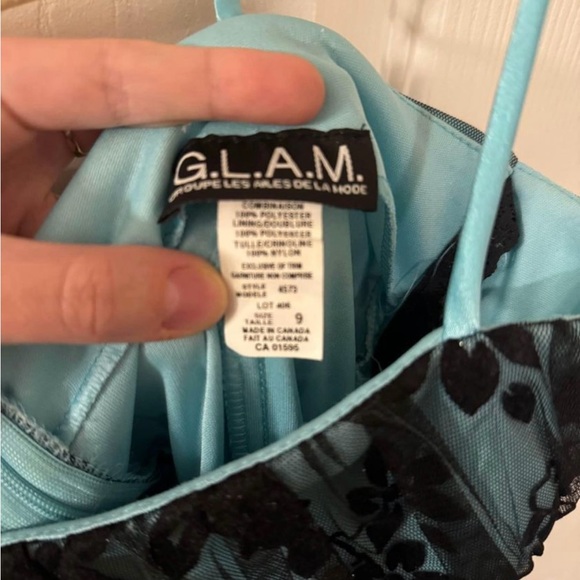 G.L.A.M.
GROUPE LES AILES DE LA MODE
COMBINAISON
100% POLYESTER
LINING/DOUBLURE
100% POLYESTER
TULLE/CRINOLINE
100% NYLON
EXCLUSIVE OF TRIM
GARNITURE NON COMPRISE
STYLE 4573
MODELE
LOT 406
SIZE 9
TAILLE
MADE IN CANADA
FAIT AU CANADA
CA 01595